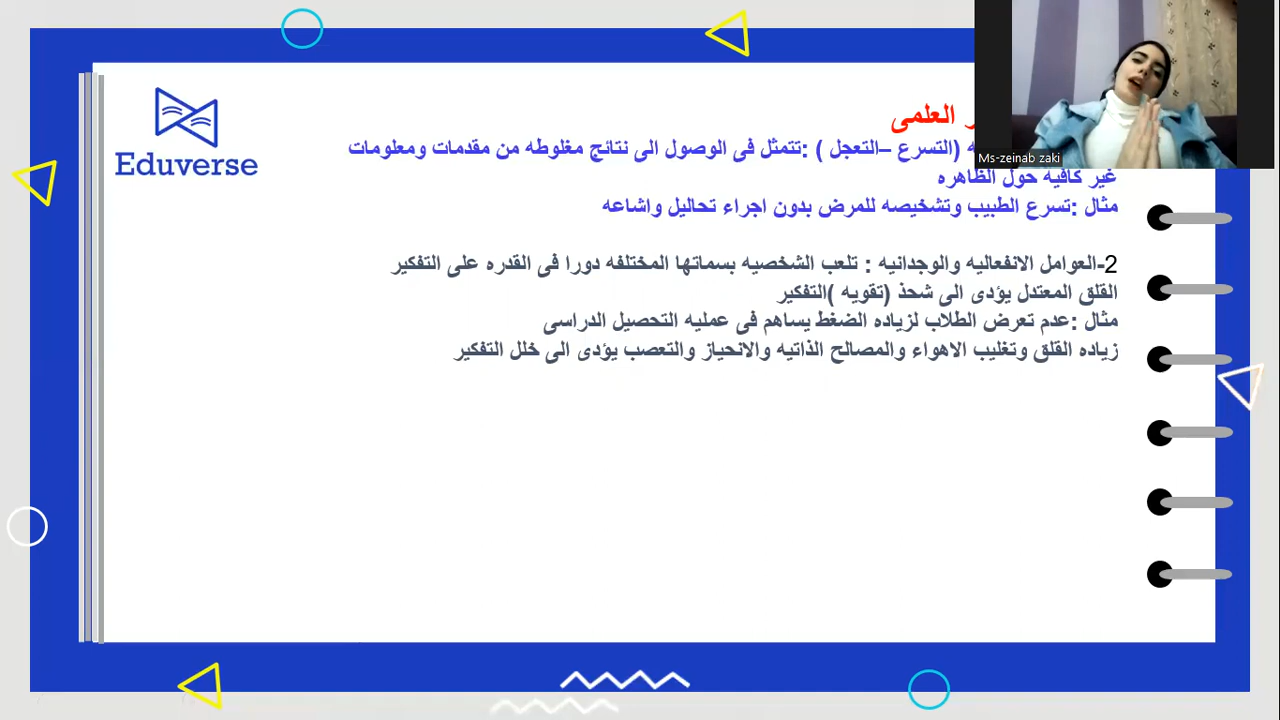 Eduverse
Ms-zeinab zaki
العلمى
(التسرع –التعجل ) :تتمثل فى الوصول الى نتائج مغلوطه من مقدمات ومعلومات
غير كافيه حول الظاهره
مثال :تسرع الطبيب وتشخيصه للمرض بدون اجراء تحاليل واشاعه
2-العوامل الانفعاليه والوجدانيه : تلعب الشخصيه بسماتها المختلفه دورا فى القدره على التفكير
القلق المعتدل يؤدى الى شحذ (تقويه )التفكير
مثال :عدم تعرض الطلاب لزياده الضغط يساهم فى عمليه التحصيل الدراسى
زياده القلق وتغليب الاهواء والمصالح الذاتيه والانحياز والتعصب يؤدى الى خلل التفكير